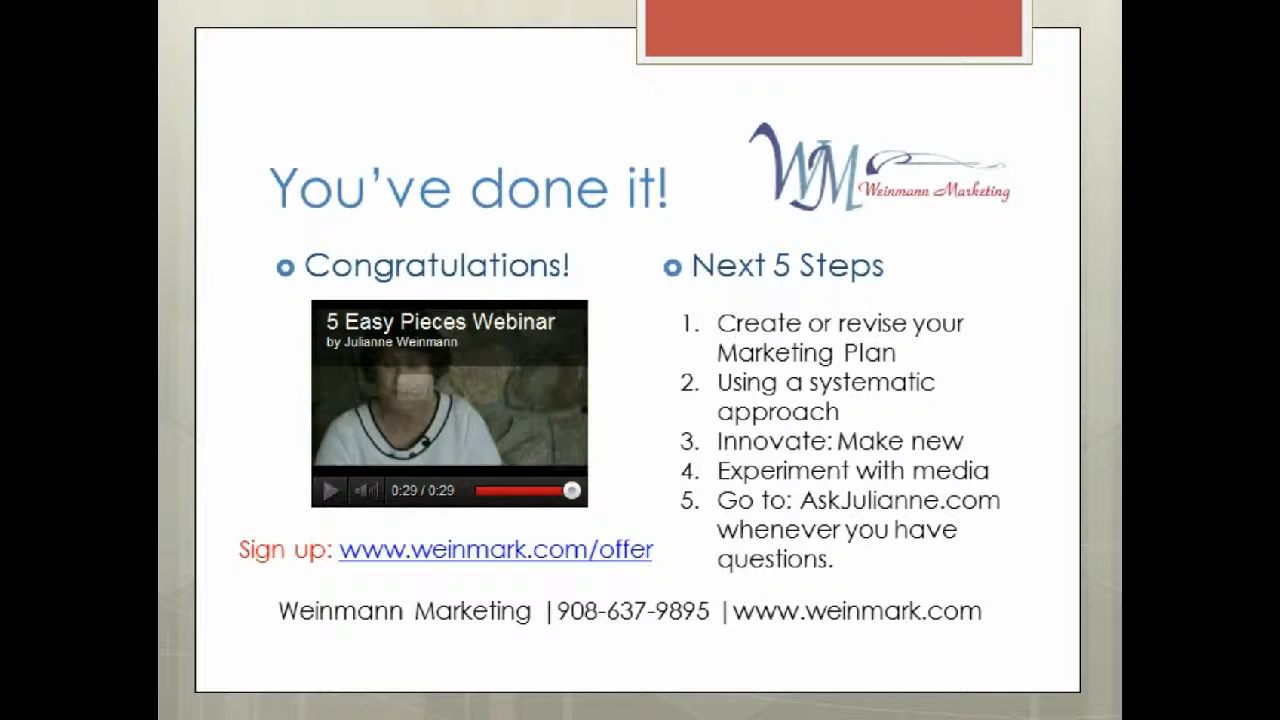 WM Weinmann Marketing
You've done it!
Congratulations!
5 Easy Pieces Webinar
by Julianne Weinmann
0:29 / 0:29
Sign up: www.weinmark.com/offer
Next 5 Steps
1. Create or revise your
Marketing Plan
2. Using a systematic
approach
3. Innovate: Make new
4. Experiment with media
5. Go to: AskJulianne.com
whenever you have
questions.
Weinmann Marketing |908-637-9895 |www.weinmark.com